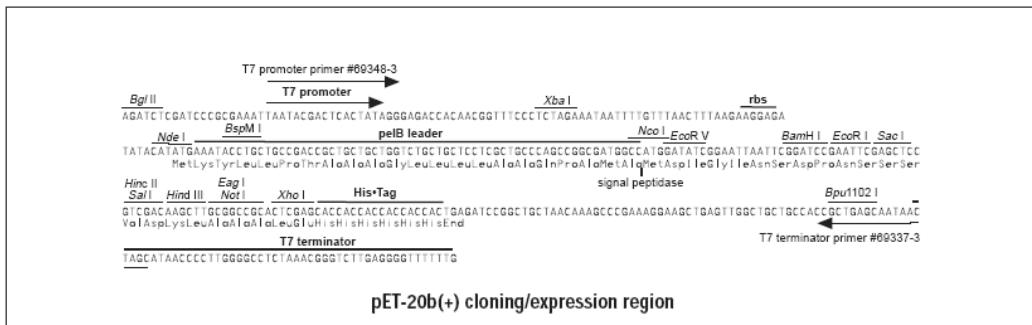 T7 promoter primer #69348-3
Bgl II T7 promoter Xba I rbs
AGATCTCGATCCCGCGAAATTAATACGACTCACTATAGGGAGACCACAACGGTTTCCCTCTAGAAATAATTTTGTTTAACTTTAAGAAGGAGA
Nde I BspM I pelB leader Nco I EcoR V BamH I EcoR I Sac I
TATACATATGAAATACCTGCTGCCGACCGCTGCTGCTGGTCTGCTGCTCCTCGCTGCCCAGCCGGCGATGGCCATGGATATCGGAATTAATTCGGATCCGAATTCGAGCTCC
MetLysTyrLeuLeuProThrAlaAlaAlaGlyLeuLeuLeuLeuAlaAlaGlnProAlaMetAlaMetAspIleGlyIleAsnSerAspProAsnSerSerSer
signal peptidase
Hinc II
Sal I Hind III Eag I
Not I Xho I His•Tag Bpu1102 I
GTCGACAAGCTTGCGGCCGCACTCGAGCACCACCACCACCACCACTGAGATCCGGCTGCTAACAAAGCCCGAAAGGAAGCTGAGTTGGCTGCTGCCACCGCTGAGCAATAAC
ValAspLysLeuAlaAlaAlaLeuGluHisHisHisHisHisHisEnd
T7 terminator T7 terminator primer #69337-3
TAGCATAACCCCTTGGGGCCTCTAAACGGGTCTTGAGGGGTTTTTTG
pET-20b(+) cloning/expression region